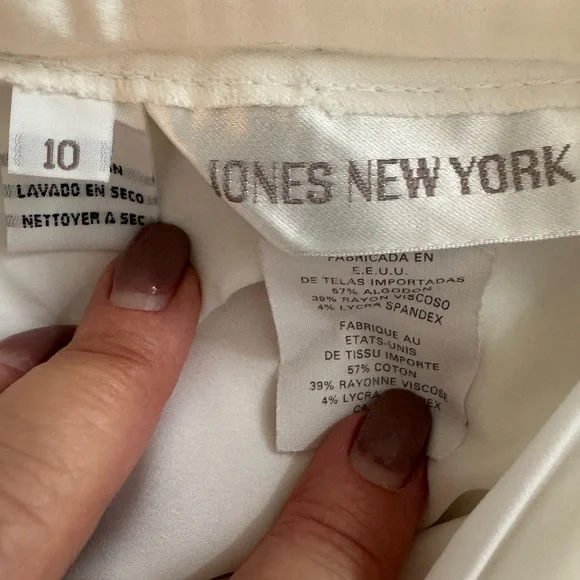 10
LAVADO EN SECO
NETTOYER A SEC
JONES NEW YORK
FABRICADA EN
E.E.U.U.
DE TELAS IMPORTADAS
57% ALGODON
39% RAYON VISCOSO
4% LYCRA SPANDEX
FABRIQUE AU
ETATS-UNIS
DE TISSU IMPORTE
57% COTON
39% RAYONNE VISCOSE
4% LYCRA